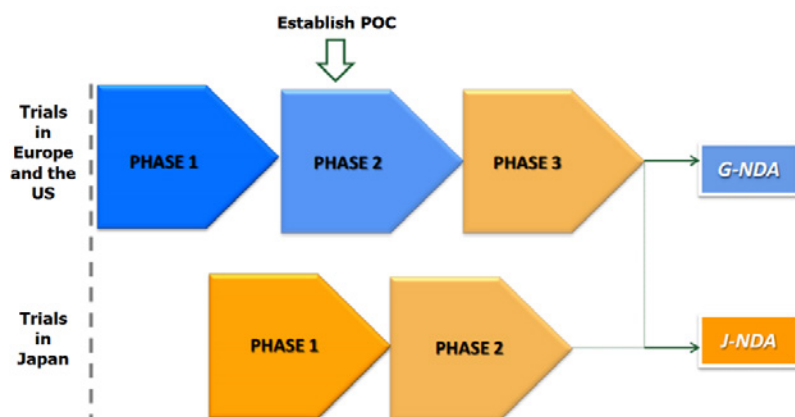 Establish POC
Trials
in
Europe
and the
US
PHASE 1
PHASE 2
PHASE 3
G-NDA
Trials
in
Japan
PHASE 1
PHASE 2
J-NDA